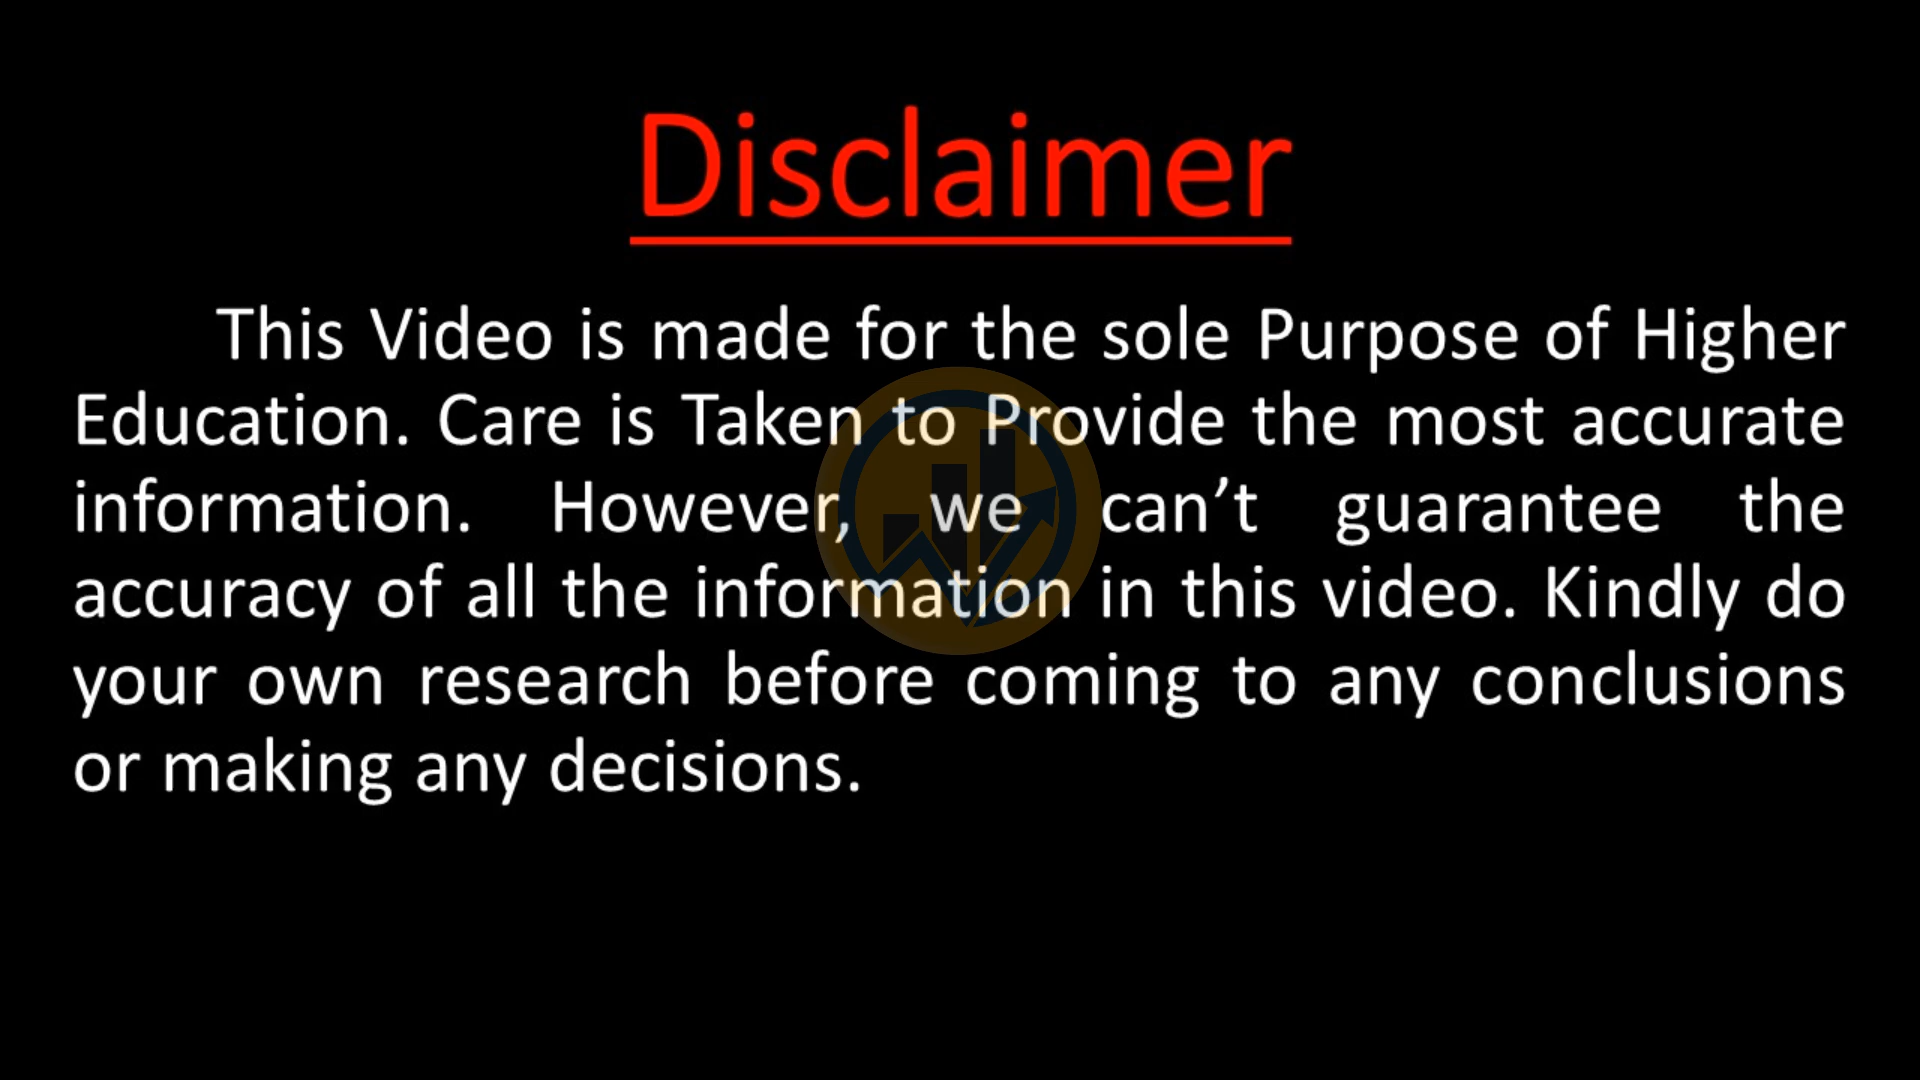 Disclaimer
This Video is made for the sole Purpose of Higher
Education. Care is Taken to Provide the most accurate
information. However, we can’t guarantee the
accuracy of all the information in this video. Kindly do
your own research before coming to any conclusions
or making any decisions.